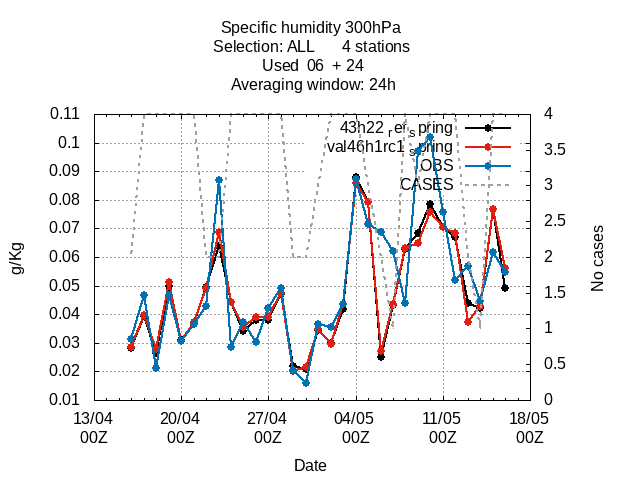 Specific humidity 300hPa
Selection: ALL 4 stations
Used 06 + 24
Averaging window: 24h
43h22_ref_spring
val46h1rc1_spring
OBS
CASES
g/Kg
0.11
0.1
0.09
0.08
0.07
0.06
0.05
0.04
0.03
0.02
0.01
4
3.5
3
2.5
2
1.5
1
0.5
0
No cases
13/04 20/04 27/04 04/05 11/05 18/05
00Z 00Z 00Z 00Z 00Z 00Z
Date